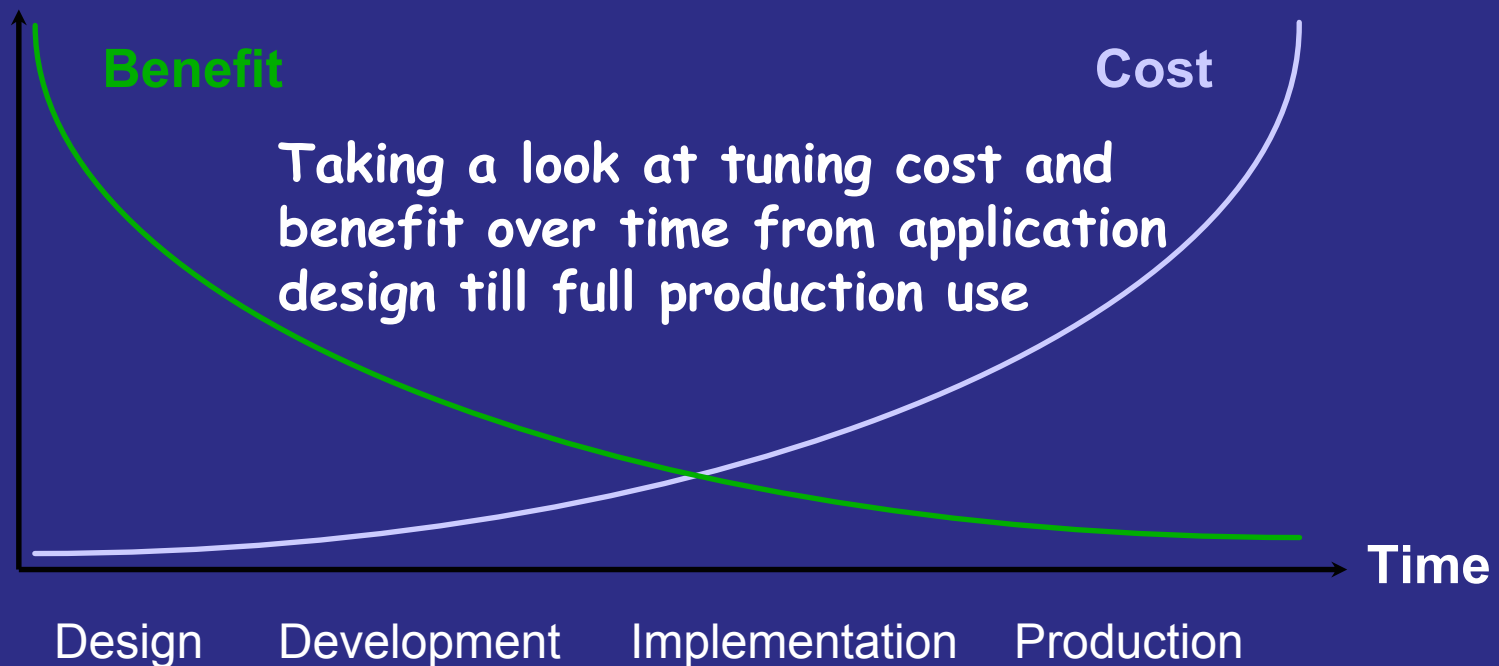 Benefit
Cost
Taking a look at tuning cost and
benefit over time from application
design till full production use
Time
Design Development Implementation Production